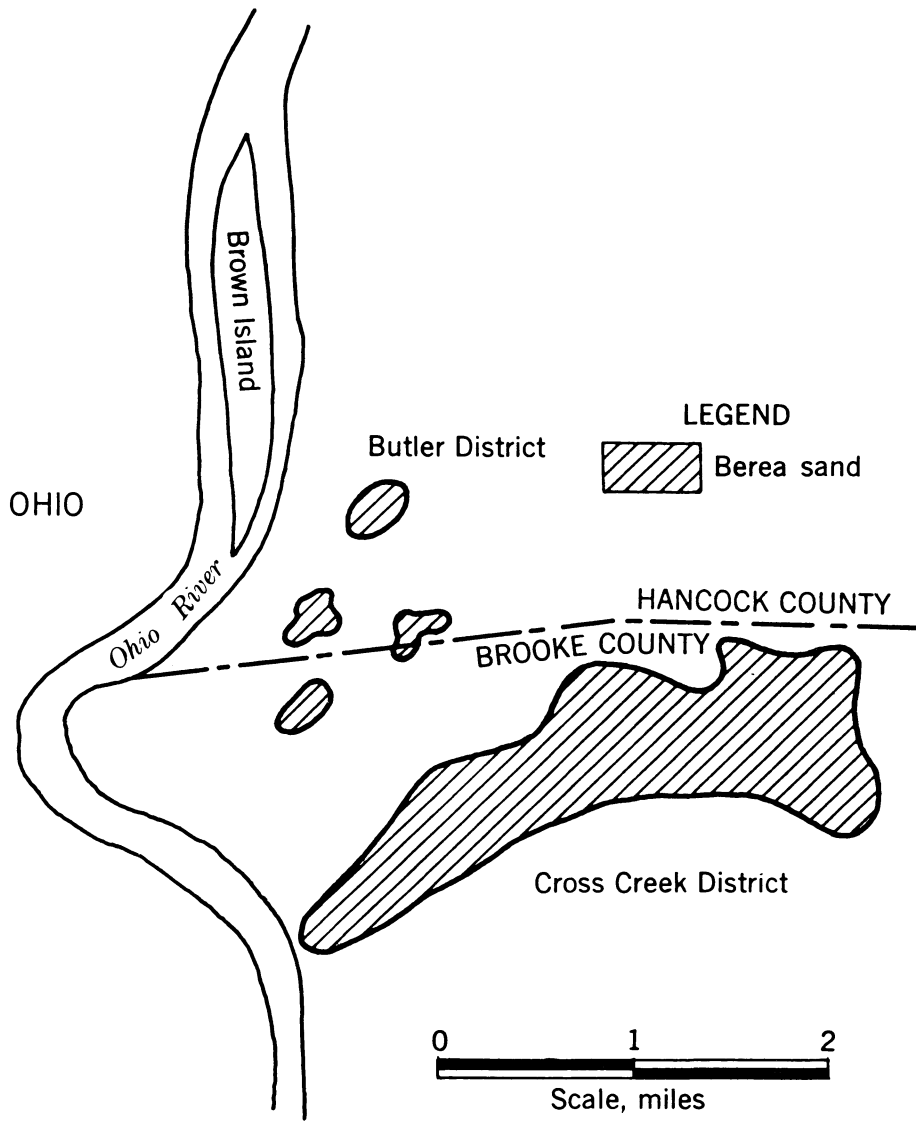 Brown Island
LEGEND
Butler District
Berea sand
OHIO
Ohio River
HANCOCK COUNTY
BROOKE COUNTY
Cross Creek District
0 1 2
Scale, miles